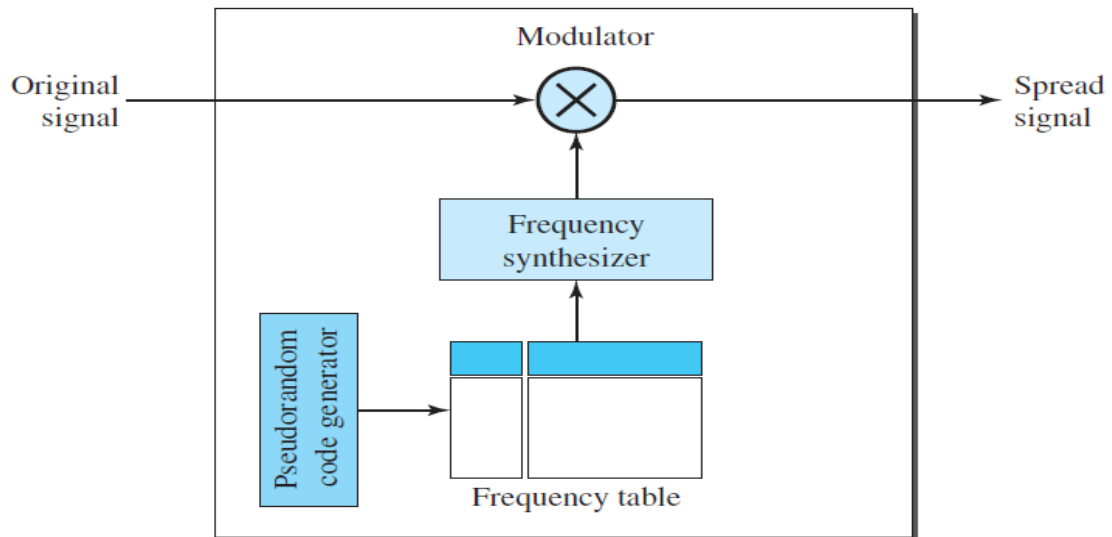 Modulator
Original
signal
Spread
signal
Frequency
synthesizer
Pseudorandom
code generator
Frequency table